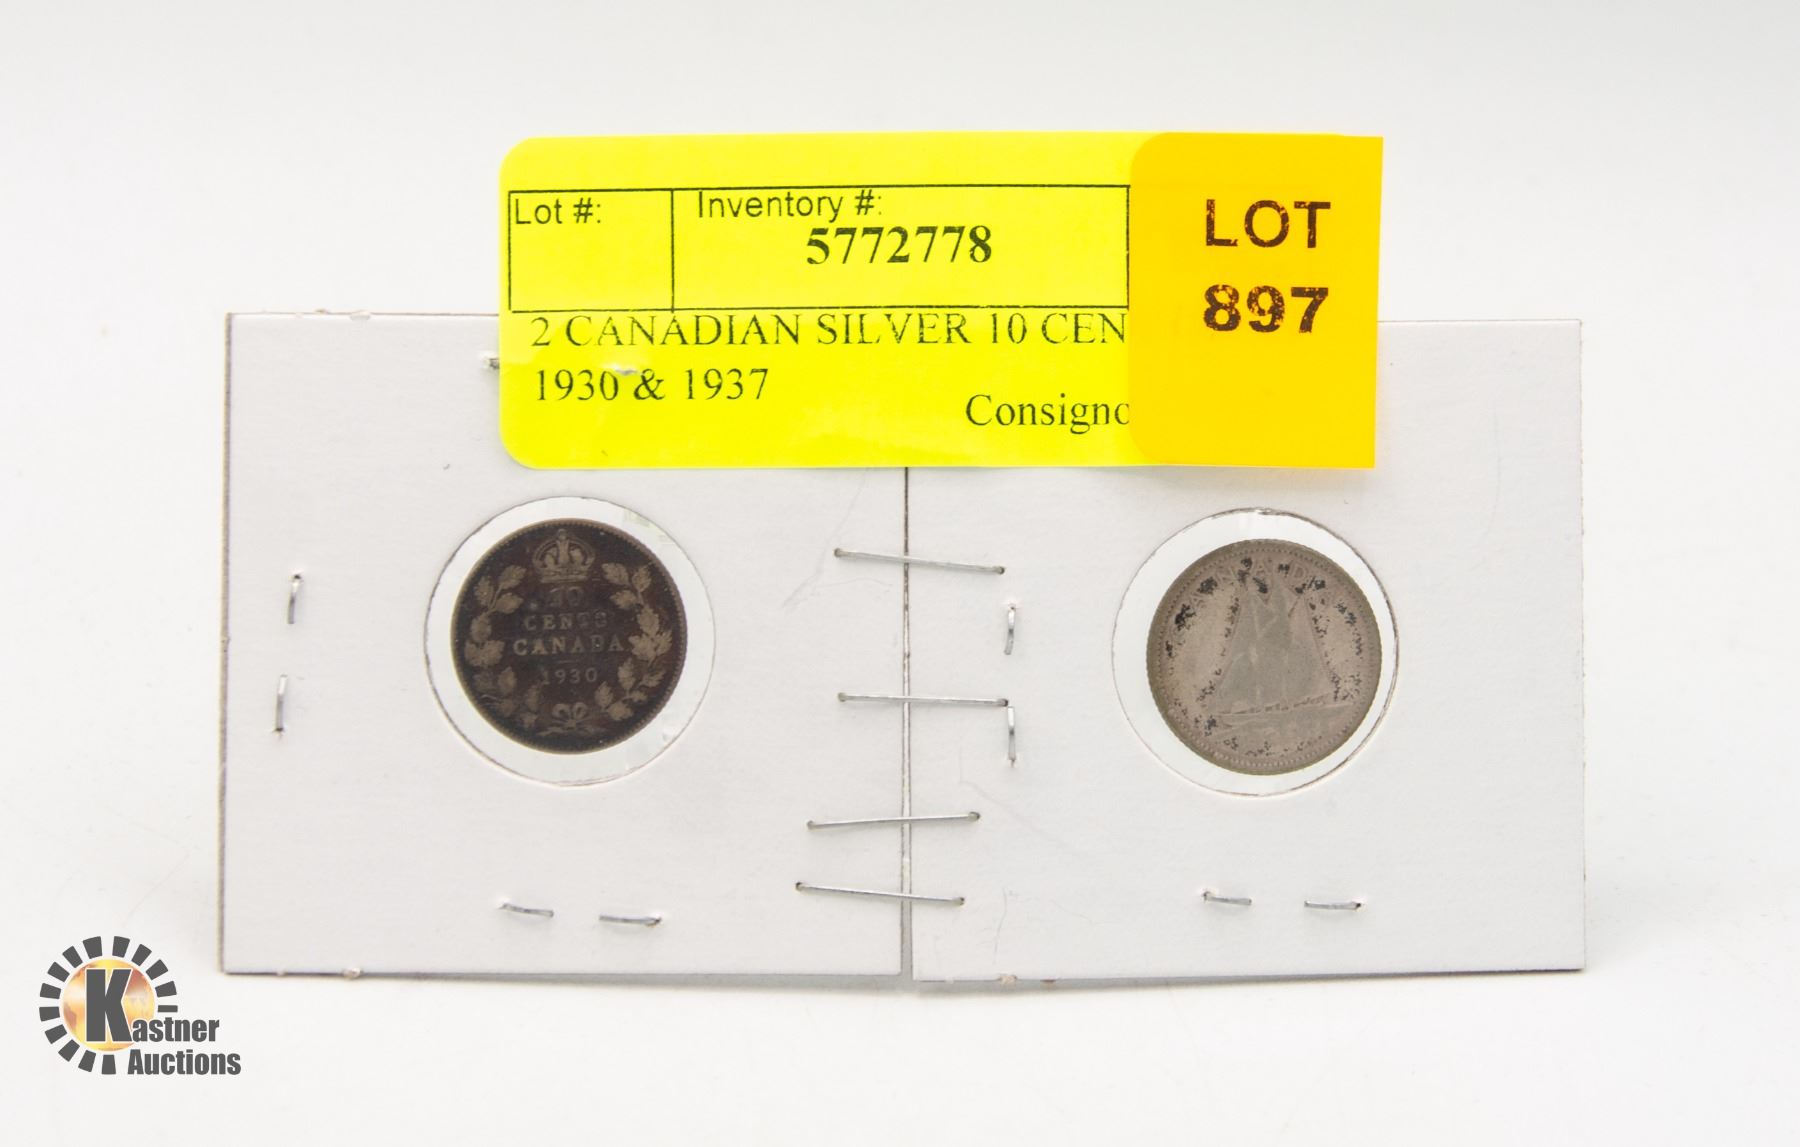 Lot #:
Inventory #:
5772778
2 CANADIAN SILVER 10 CEN
1930 & 1937
Consigno
LOT
897
10
CENTS
CANADA
1930
CANADA
Kastner
Auctions